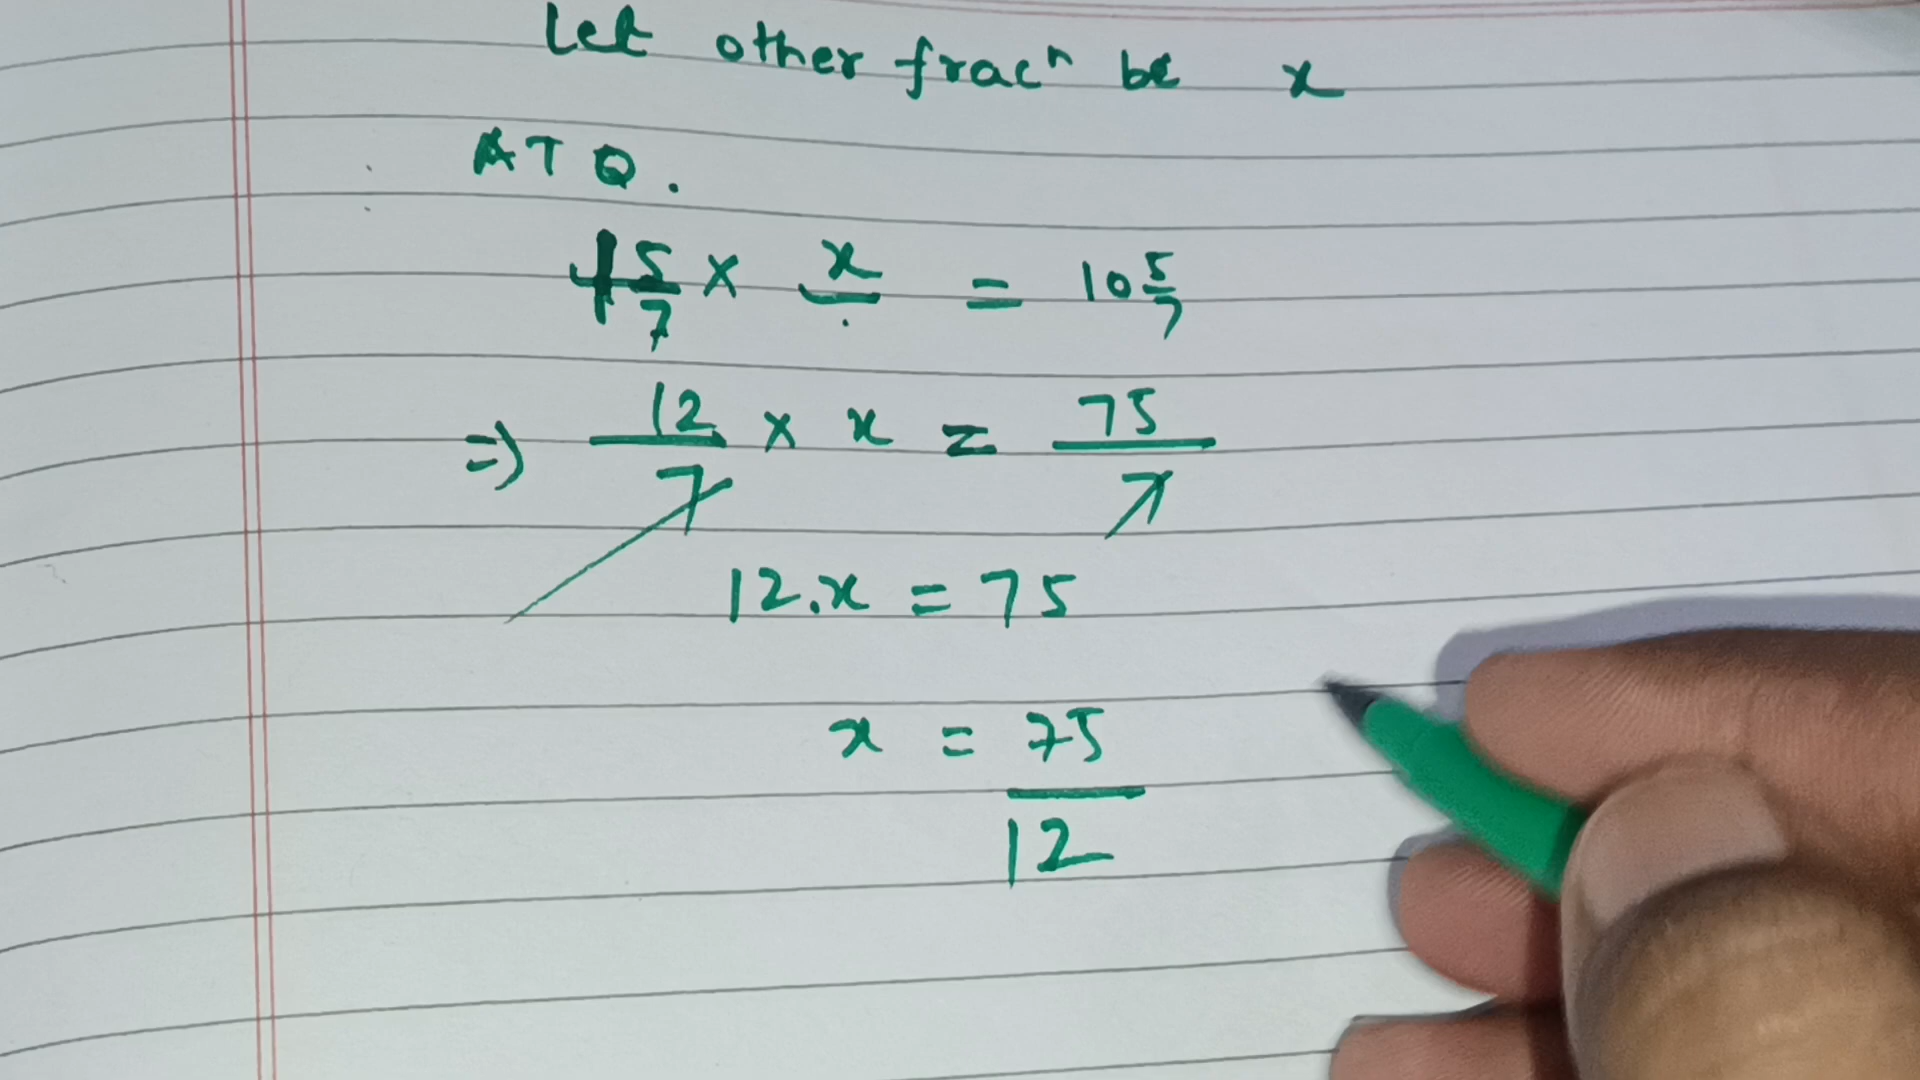 Let other fracⁿ be x
ATQ.
1 5/7 × x/. = 10 5/7
=> 12/7 × x = 75/7
12.x = 75
x = 75/12